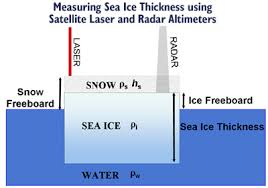 Measuring Sea Ice Thickness using
Satellite Laser and Radar Altimeters
LASER
RADAR
Snow
Freeboard
SNOW ρs hs
Ice Freeboard
SEA ICE ρi
Sea Ice Thickness
WATER ρw